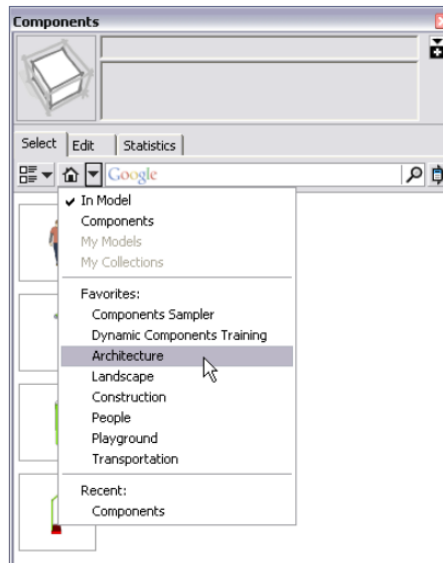 Components
Select Edit Statistics
Google
In Model
Components
My Models
My Collections
Favorites:
Components Sampler
Dynamic Components Training
Architecture
Landscape
Construction
People
Playground
Transportation
Recent:
Components